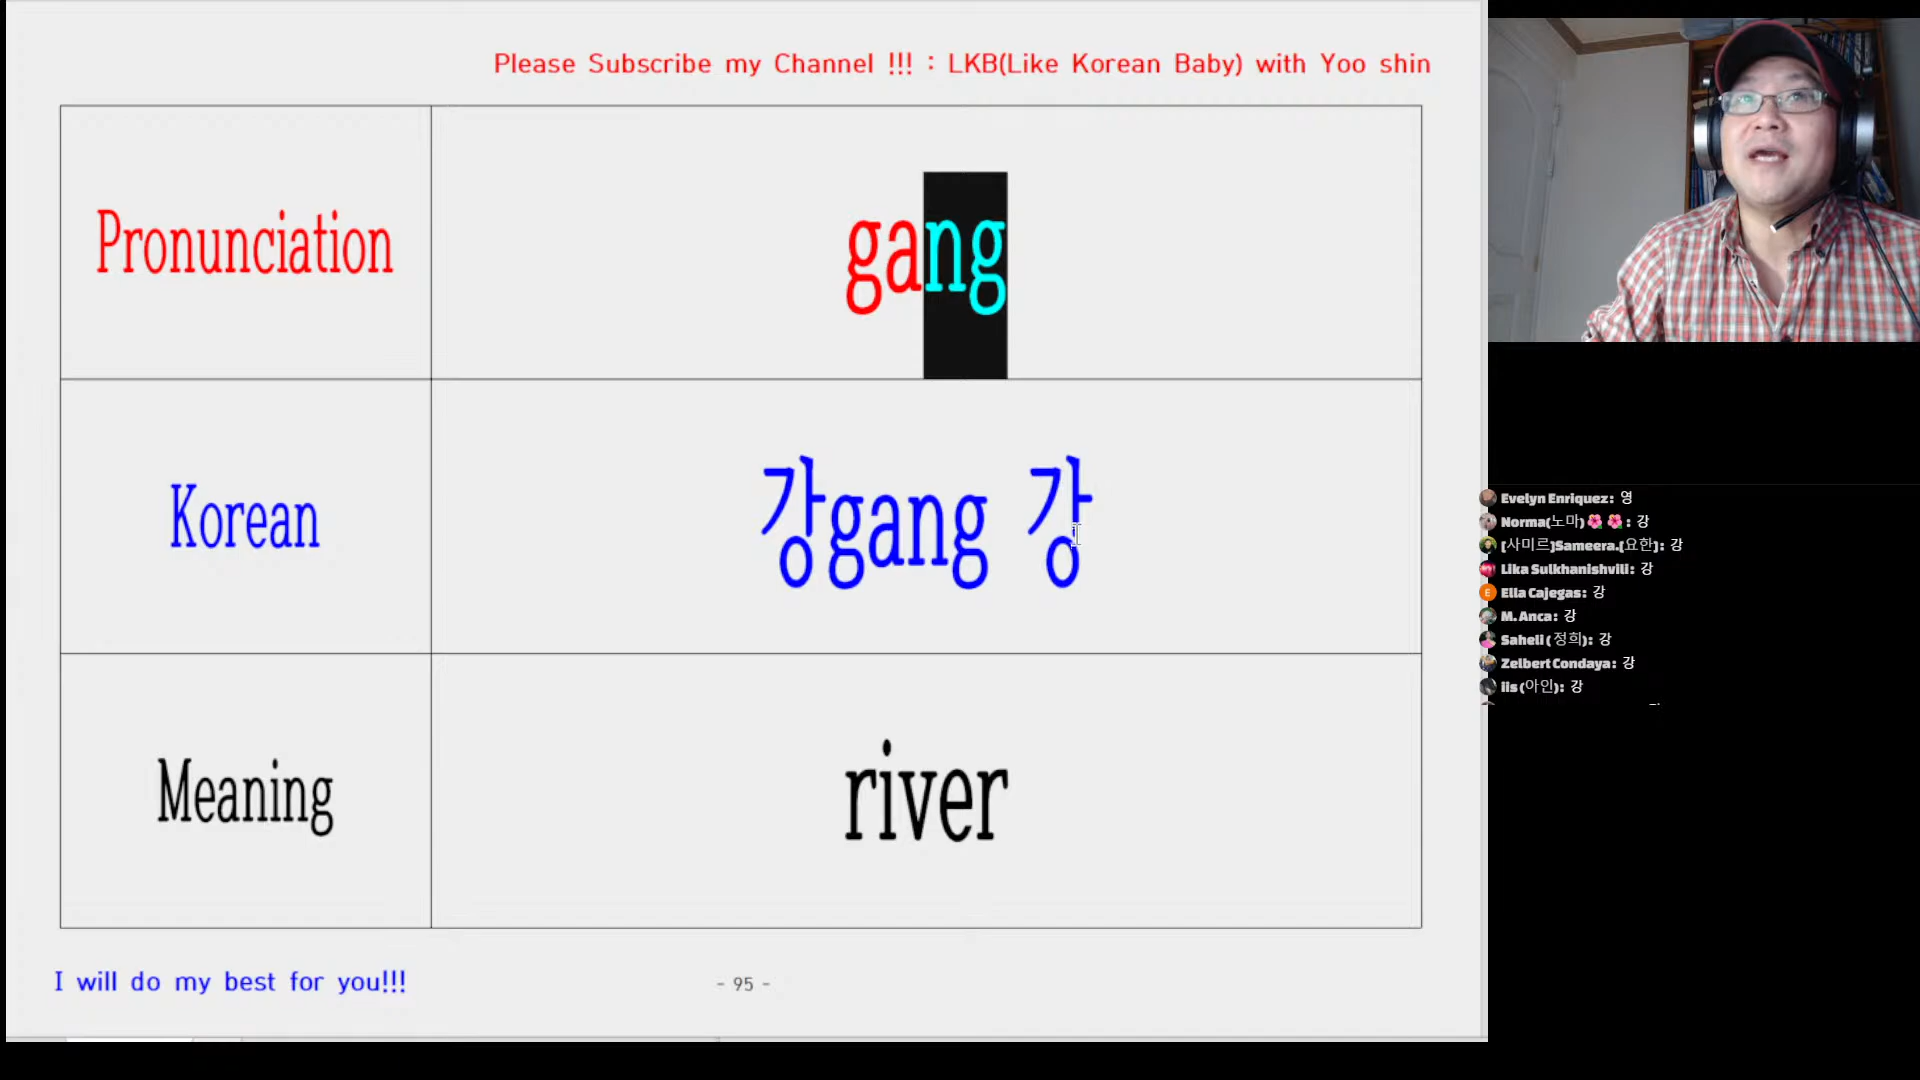 Please Subscribe my Channel !!! : LKB(Like Korean Baby) with Yoo shin
Pronunciation
gang
Korean
강gang 강
Meaning
river
I will do my best for you!!!
- 95 -
Evelyn Enriquez: 영
Norma(노마)🌺🌺: 강
[사미르]Sameera.[요한]: 강
Lika Sulkhanishvili: 강
E Ella Cajegas: 강
M. Anca: 강
Saheli ( 정희): 강
Zelbert Condaya: 강
iis (아인): 강